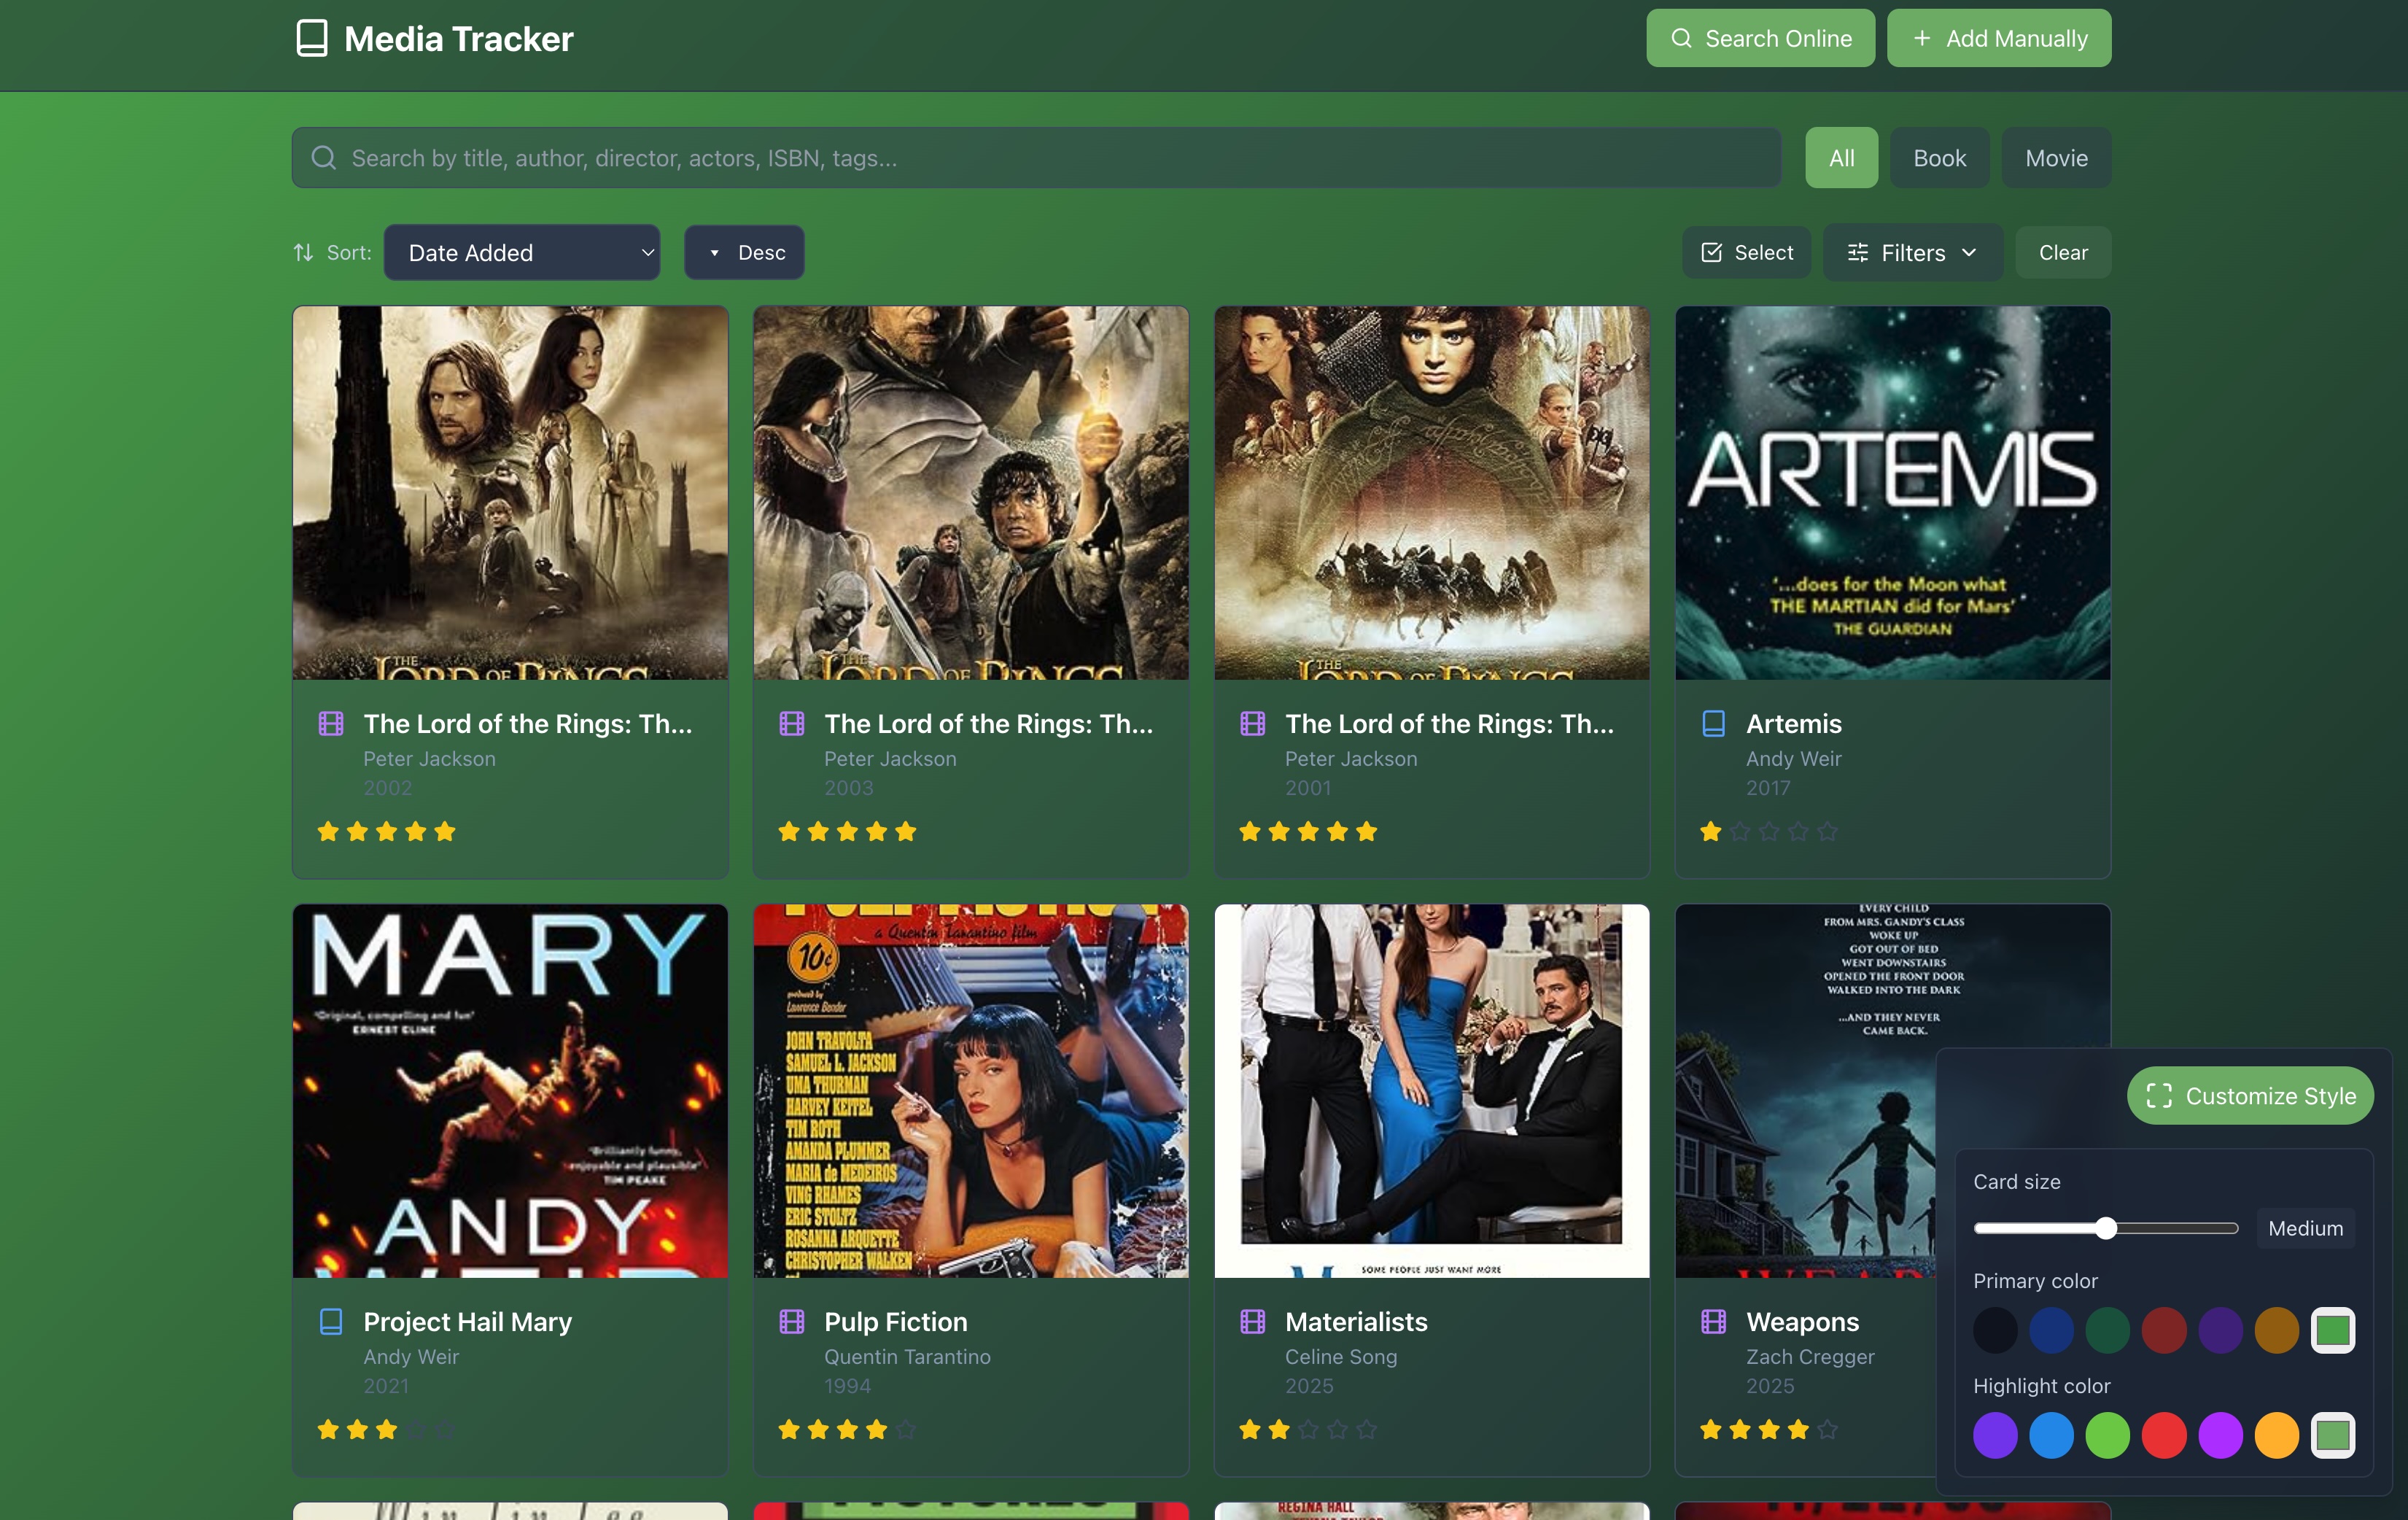 Media Tracker
Search Online
Add Manually
Search by title, author, director, actors, ISBN, tags...
All
Book
Movie
Sort:
Date Added
Desc
Select
Filters
Clear
THE
LORD OF THE RINGS
THE
LORD OF THE RINGS
THE
LORD OF THE RINGS
ARTEMIS
'...does for the Moon what
THE MARTIAN did for Mars'
THE GUARDIAN
The Lord of the Rings: Th...
Peter Jackson
2002
The Lord of the Rings: Th...
Peter Jackson
2003
The Lord of the Rings: Th...
Peter Jackson
2001
Artemis
Andy Weir
2017
MARY
'Original, compelling and fun'
ERNEST CLINE
'Brilliantly funny,
enjoyable and plausible'
TIM PEAKE
ANDY
WEIR
PULP FICTION
a Quentin Tarantino film
10¢
produced by
Lawrence Bender
JOHN TRAVOLTA
SAMUEL L. JACKSON
UMA THURMAN
HARVEY KEITEL
TIM ROTH
AMANDA PLUMMER
MARIA de MEDEIROS
VING RHAMES
ERIC STOLTZ
ROSANNA ARQUETTE
CHRISTOPHER WALKEN
SOME PEOPLE JUST WANT MORE
EVERY CHILD
FROM MRS. GANDY'S CLASS
WOKE UP
GOT OUT OF BED
WENT DOWNSTAIRS
OPENED THE FRONT DOOR
WALKED INTO THE DARK
...AND THEY NEVER
CAME BACK.
Project Hail Mary
Andy Weir
2021
Pulp Fiction
Quentin Tarantino
1994
Materialists
Celine Song
2025
Weapons
Zach Cregger
2025
Customize Style
Card size
Medium
Primary color
Highlight color
REGINA HALL